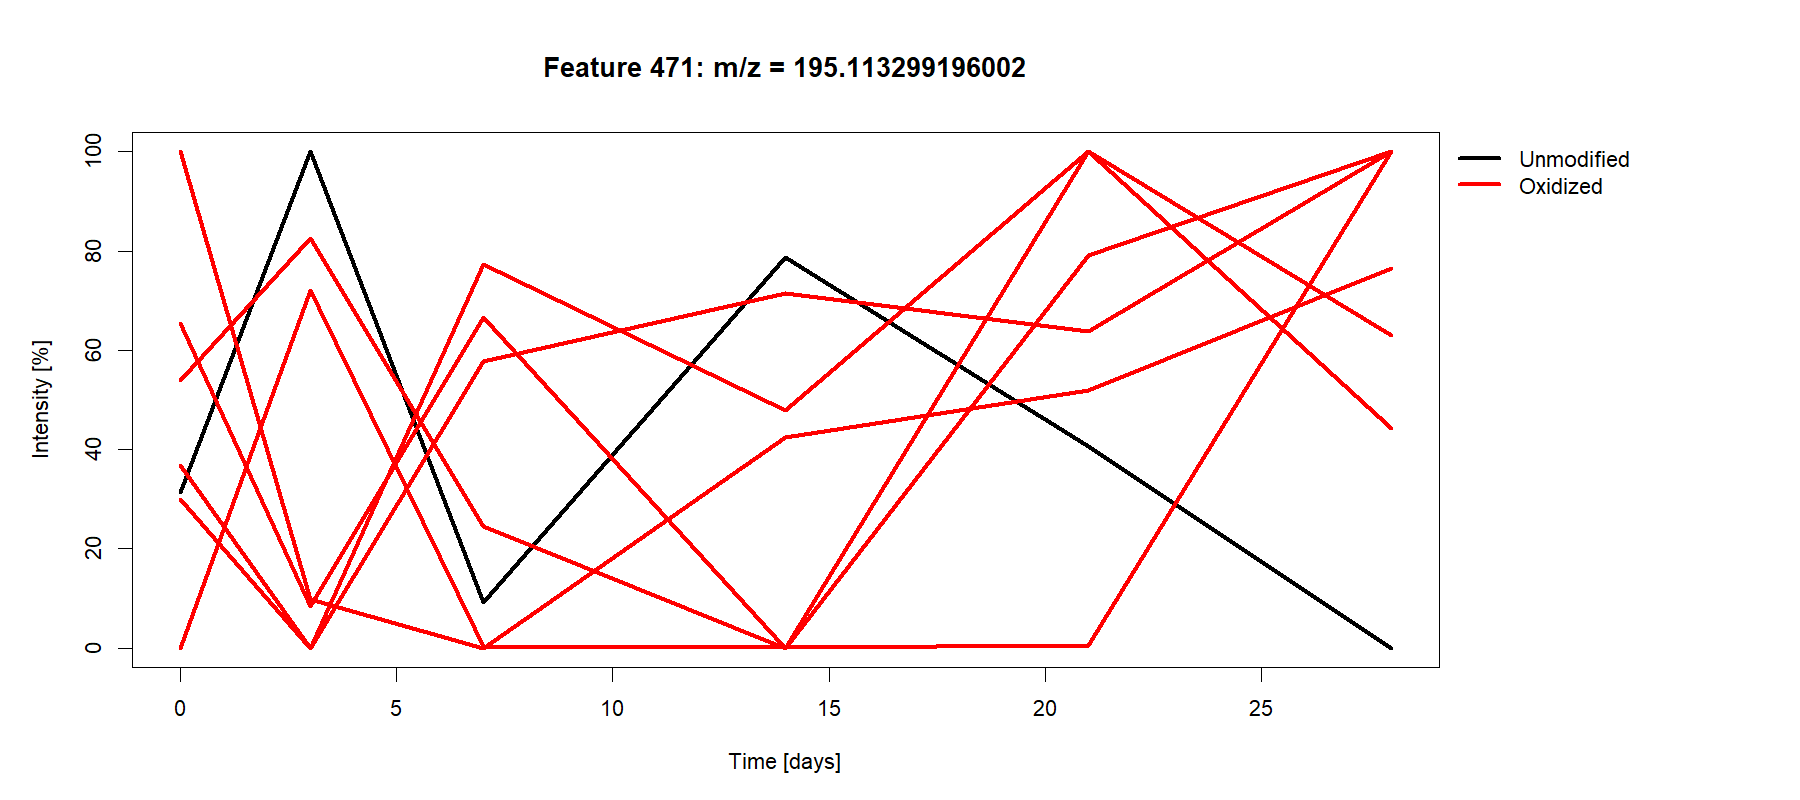 Feature 471: m/z = 195.113299196002
Unmodified
Oxidized
Intensity [%]
100
80
60
40
20
0
0 5 10 15 20 25
Time [days]